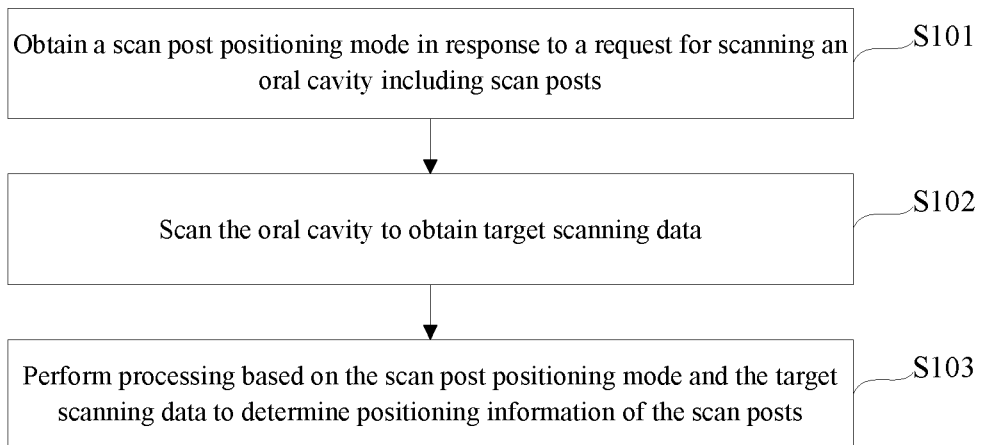 Obtain a scan post positioning mode in response to a request for scanning an
oral cavity including scan posts
S101
Scan the oral cavity to obtain target scanning data
S102
Perform processing based on the scan post positioning mode and the target
scanning data to determine positioning information of the scan posts
S103